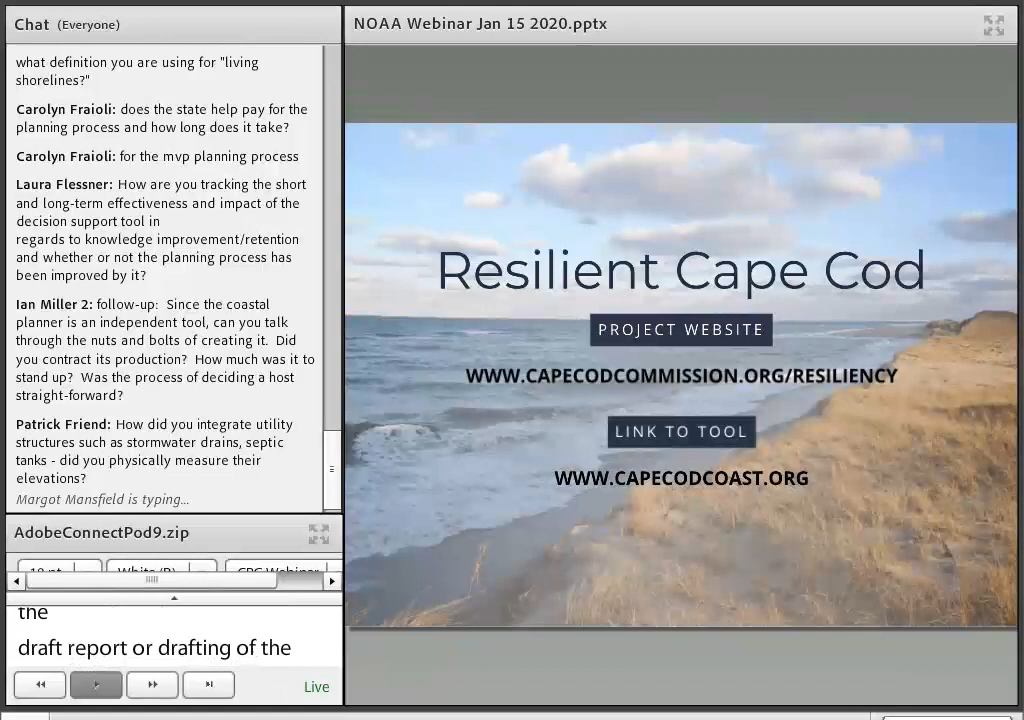 Chat (Everyone)
what definition you are using for "living
shorelines?"
Carolyn Fraioli: does the state help pay for the
planning process and how long does it take?
Carolyn Fraioli: for the mvp planning process
Laura Flessner: How are you tracking the short
and long-term effectiveness and impact of the
decision support tool in
regards to knowledge improvement/retention
and whether or not the planning process has
been improved by it?
Ian Miller 2: follow-up:  Since the coastal
planner is an independent tool, can you talk
through the nuts and bolts of creating it.  Did
you contract its production?  How much was it to
stand up?  Was the process of deciding a host
straight-forward?
Patrick Friend: How did you integrate utility
structures such as stormwater drains, septic
tanks - did you physically measure their
elevations?
Margot Mansfield is typing...
AdobeConnectPod9.zip
the
draft report or drafting of the
Live
NOAA Webinar Jan 15 2020.pptx
Resilient Cape Cod
PROJECT WEBSITE
WWW.CAPECODCOMMISSION.ORG/RESILIENCY
LINK TO TOOL
WWW.CAPECODCOAST.ORG